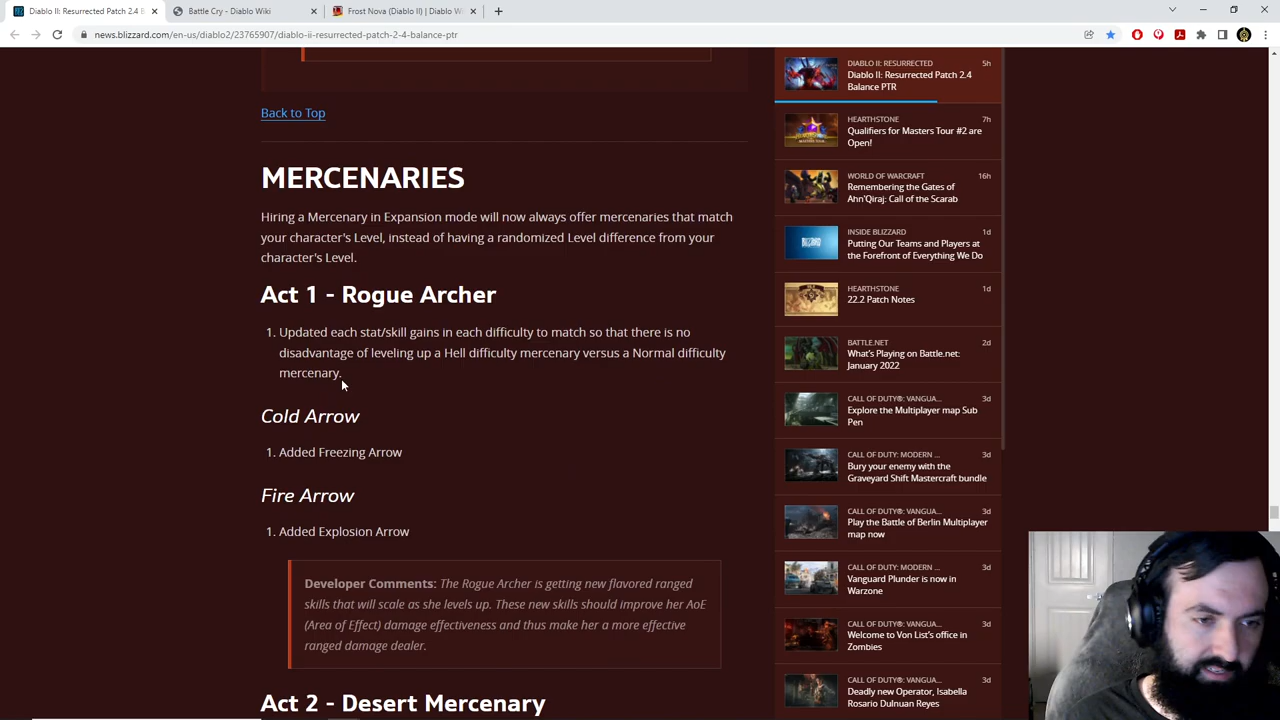 Diablo II: Resurrected Patch 2.4 B
Battle Cry - Diablo Wiki
Frost Nova (Diablo II) | Diablo W
news.blizzard.com/en-us/diablo2/23765907/diablo-ii-resurrected-patch-2-4-balance-ptr
Back to Top
MERCENARIES
Hiring a Mercenary in Expansion mode will now always offer mercenaries that match
your character's Level, instead of having a randomized Level difference from your
character's Level.
Act 1 - Rogue Archer
1. Updated each stat/skill gains in each difficulty to match so that there is no
disadvantage of leveling up a Hell difficulty mercenary versus a Normal difficulty
mercenary.
Cold Arrow
1. Added Freezing Arrow
Fire Arrow
1. Added Explosion Arrow
Developer Comments: The Rogue Archer is getting new flavored ranged
skills that will scale as she levels up. These new skills should improve her AoE
(Area of Effect) damage effectiveness and thus make her a more effective
ranged damage dealer.
Act 2 - Desert Mercenary
DIABLO II: RESURRECTED 5h
Diablo II: Resurrected Patch 2.4
Balance PTR
HEARTHSTONE 7h
Qualifiers for Masters Tour #2 are
Open!
WORLD OF WARCRAFT 16h
Remembering the Gates of
Ahn'Qiraj: Call of the Scarab
INSIDE BLIZZARD 1d
Putting Our Teams and Players at
the Forefront of Everything We Do
HEARTHSTONE 1d
22.2 Patch Notes
BATTLE.NET 2d
What's Playing on Battle.net:
January 2022
CALL OF DUTY®: VANGUA... 3d
Explore the Multiplayer map Sub
Pen
CALL OF DUTY: MODERN ... 3d
Bury your enemy with the
Graveyard Shift Mastercraft bundle
CALL OF DUTY®: VANGUA... 3d
Play the Battle of Berlin Multiplayer
map now
CALL OF DUTY: MODERN ... 3d
Vanguard Plunder is now in
Warzone
CALL OF DUTY®: VANGUA... 3d
Welcome to Von List's office in
Zombies
CALL OF DUTY®: VANGUA... 3d
Deadly new Operator, Isabella
Rosario Dulnuan Reyes